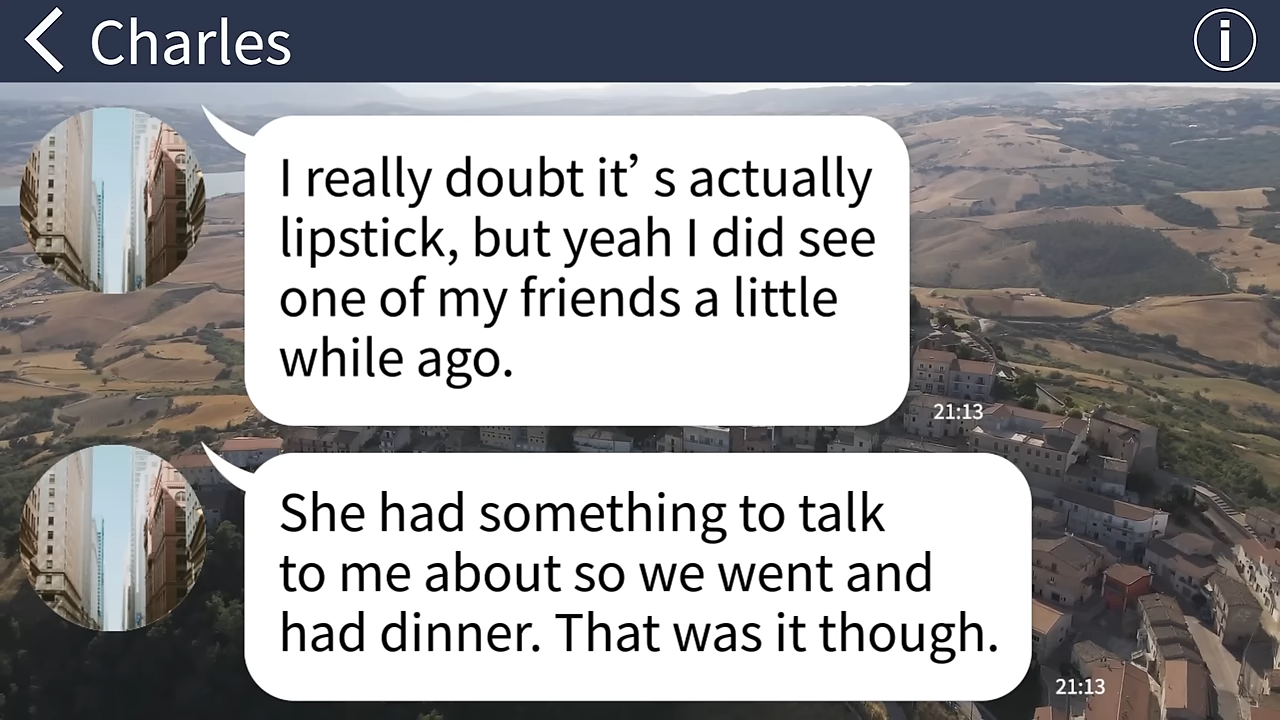 Charles
I really doubt it’s actually
lipstick, but yeah I did see
one of my friends a little
while ago.
21:13
She had something to talk
to me about so we went and
had dinner. That was it though.
21:13